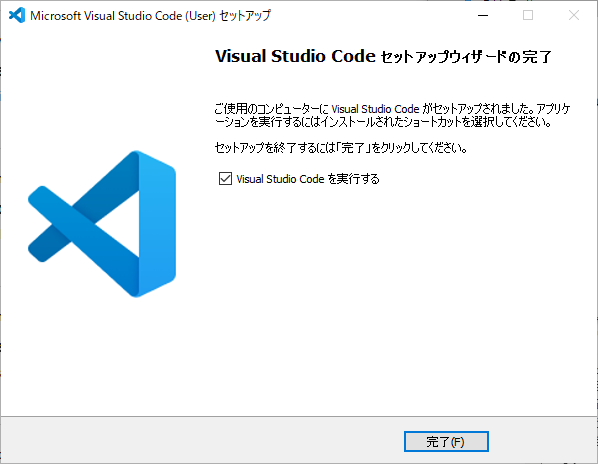 Microsoft Visual Studio Code (User) セットアップ
Visual Studio Code セットアップウィザードの完了
ご使用のコンピューターに Visual Studio Code がセットアップされました。アプリケ
ーションを実行するにはインストールされたショートカットを選択してください。
セットアップを終了するには「完了」をクリックしてください。
Visual Studio Code を実行する
完了(F)